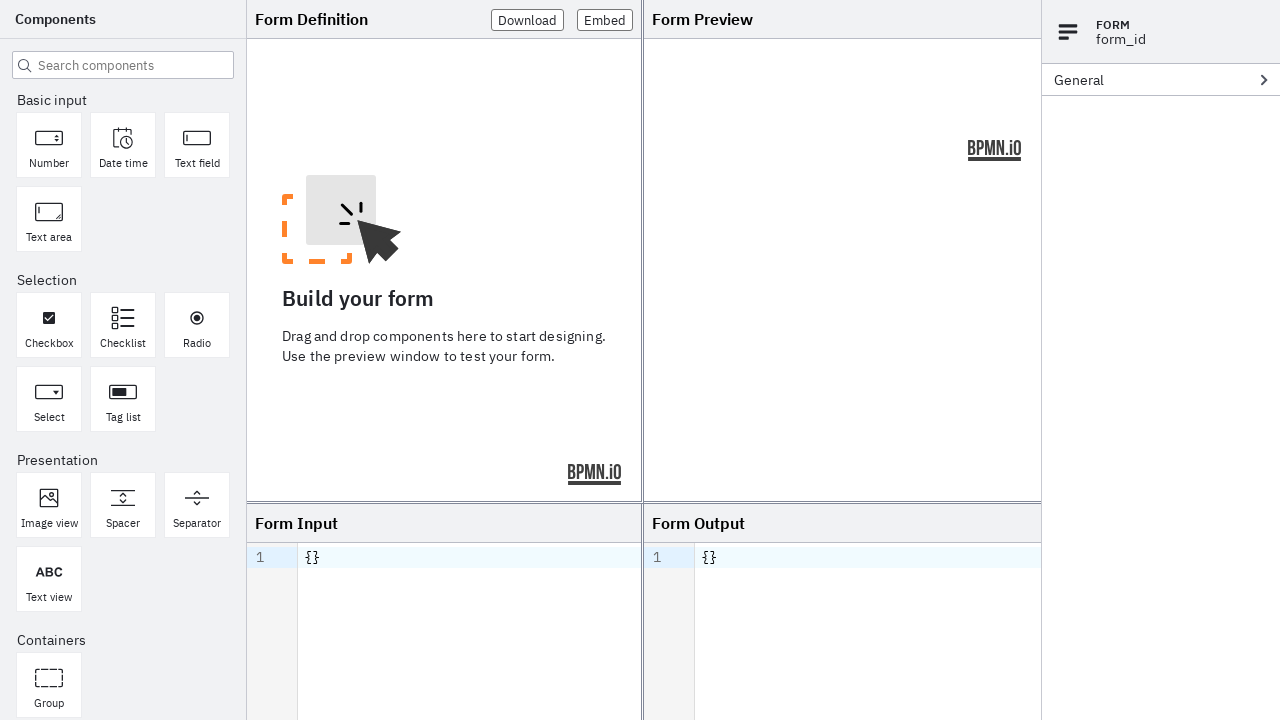 Components
Search components
Basic input
Number
Date time
Text field
Text area
Selection
Checkbox
Checklist
Radio
Select
Tag list
Presentation
Image view
Spacer
Separator
ABC
Text view
Containers
Group
Form Definition
Download
Embed
Build your form
Drag and drop components here to start designing.
Use the preview window to test your form.
BPMN.iO
Form Preview
BPMN.iO
Form Input
1
{}
Form Output
1
{}
FORM
form_id
General